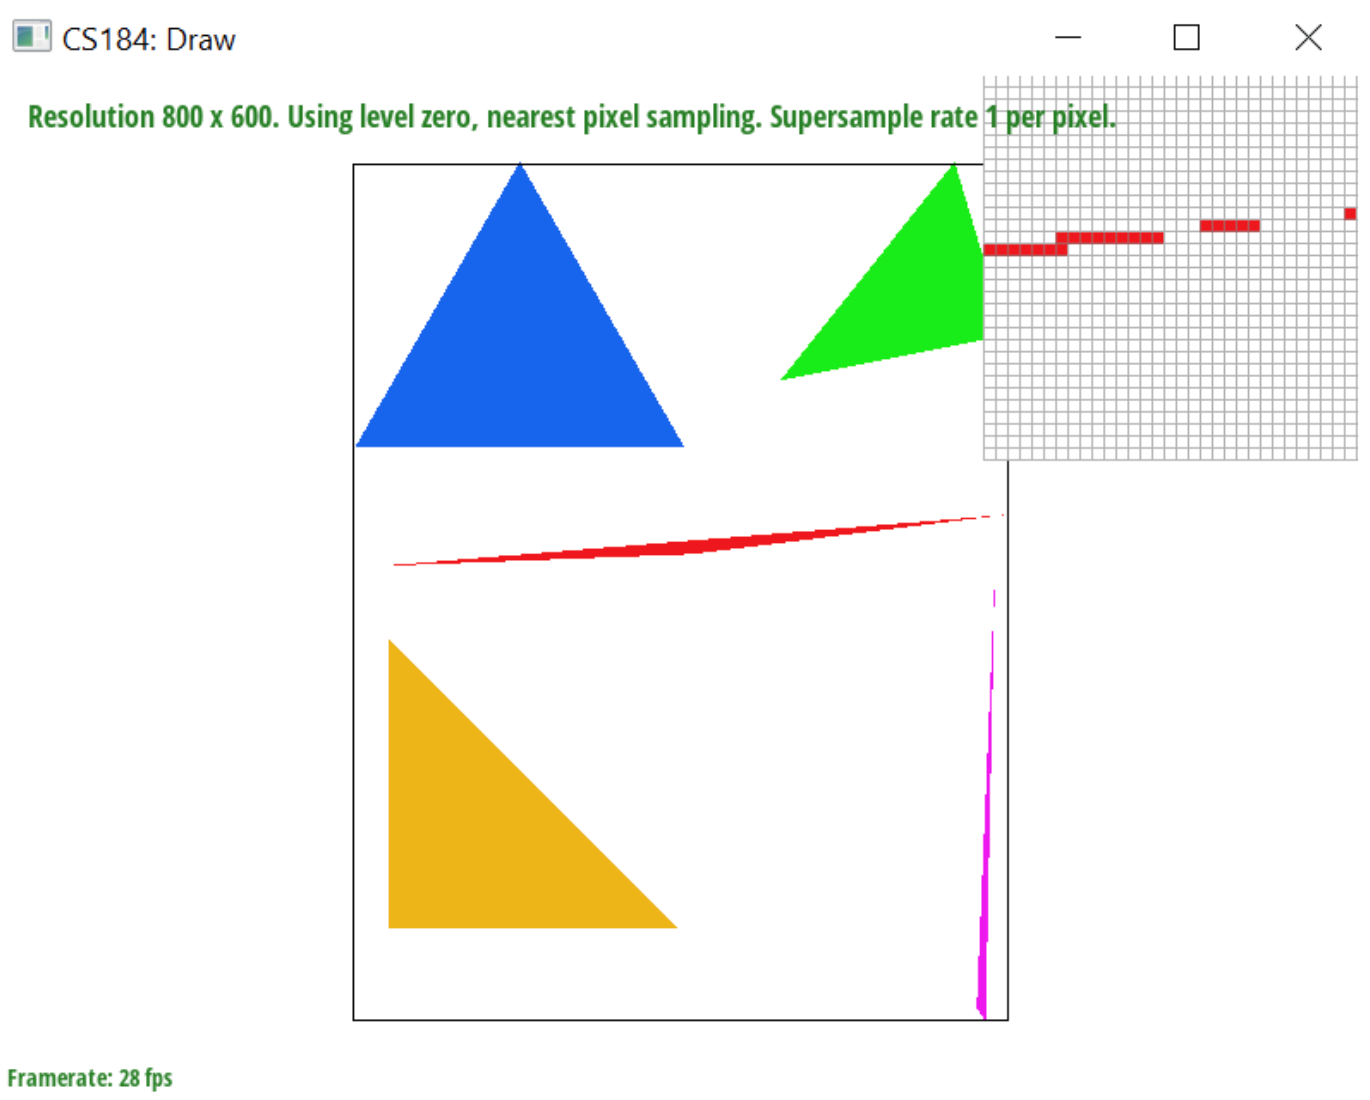 CS184: Draw
Resolution 800 x 600. Using level zero, nearest pixel sampling. Supersample rate 1 per pixel.
Framerate: 28 fps